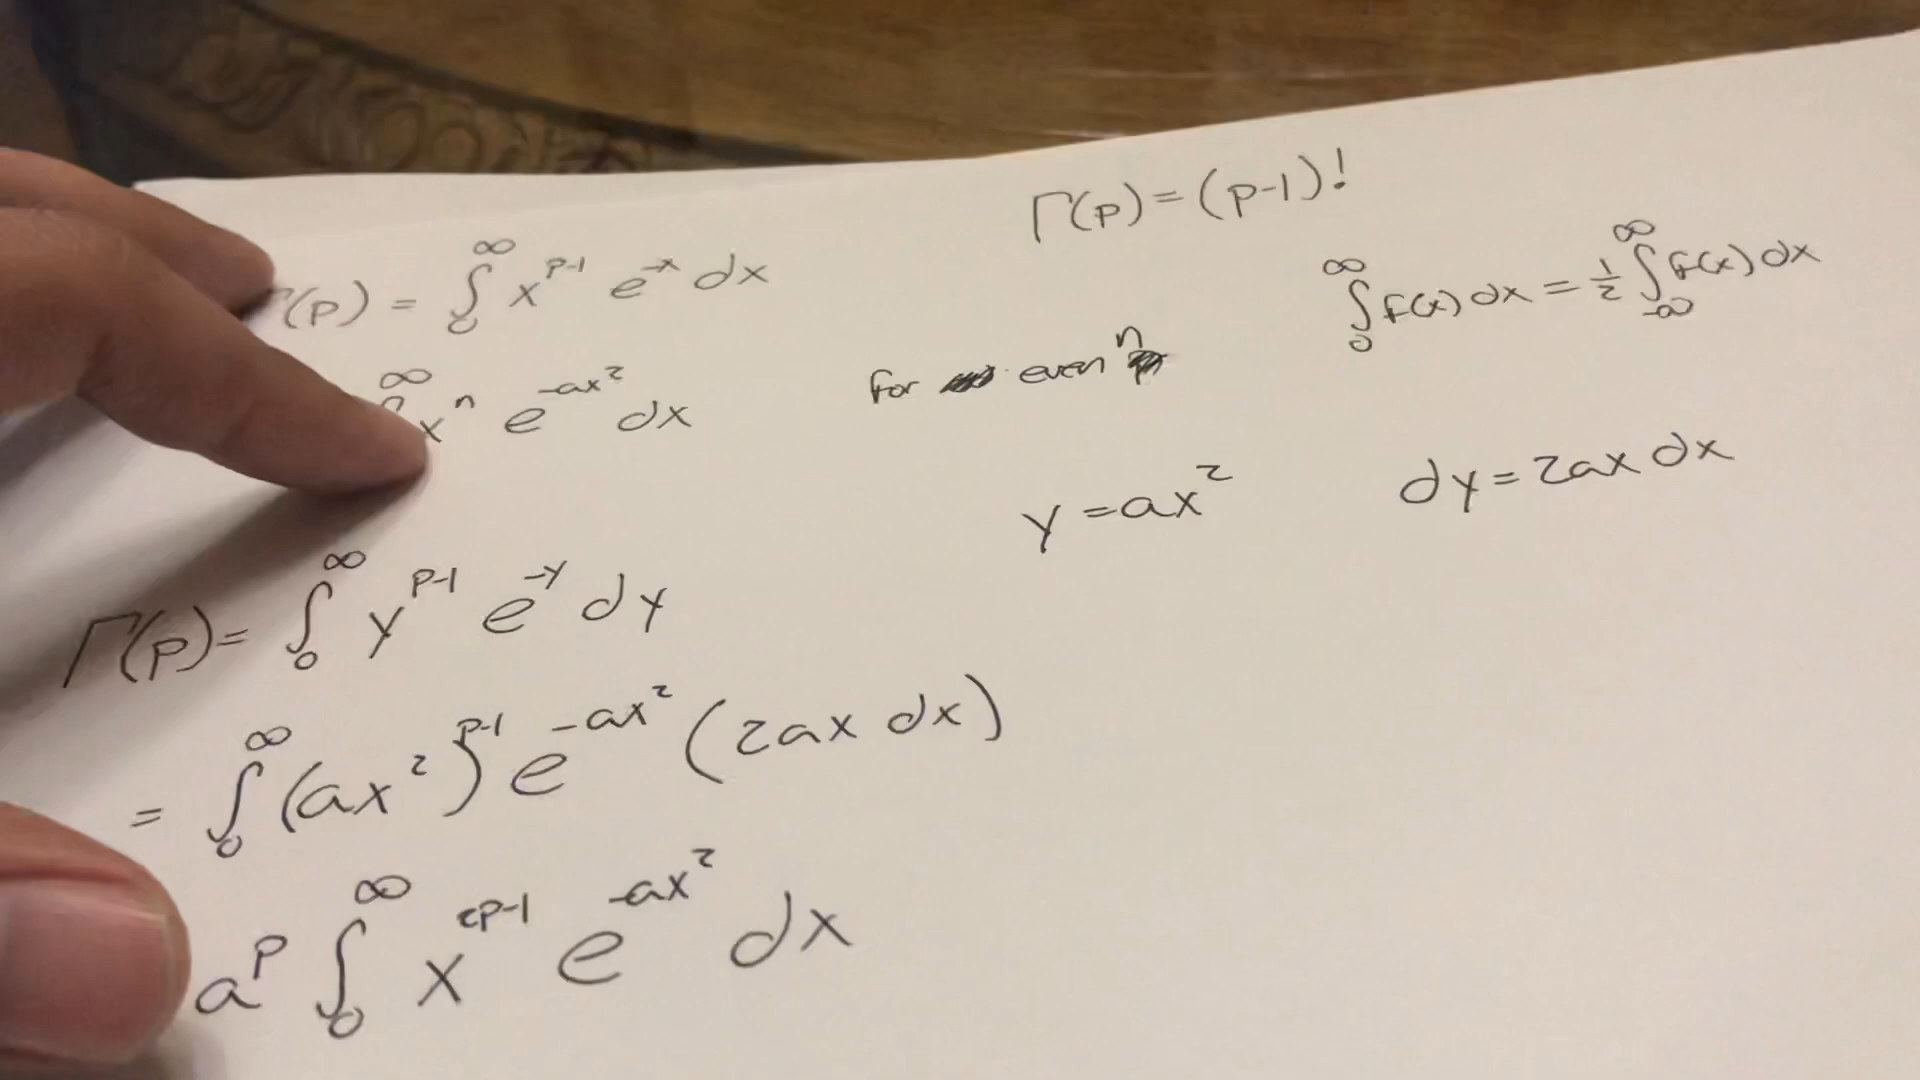 Γ(p) = (p-1)!
(p) = ∫₀^∞ x^{p-1} e^{-x} dx
∫₀^∞ f(x) dx = 1/2 ∫_{-∞}^∞ f(x) dx
∞ x^n e^{-ax²} dx
for even n
y = ax² dy = 2ax dx
Γ(p) = ∫₀^∞ y^{p-1} e^{-y} dy
= ∫₀^∞ (ax²)^{p-1} e^{-ax²} (2ax dx)
a^p ∫₀^∞ x^{2p-1} e^{-ax²} dx